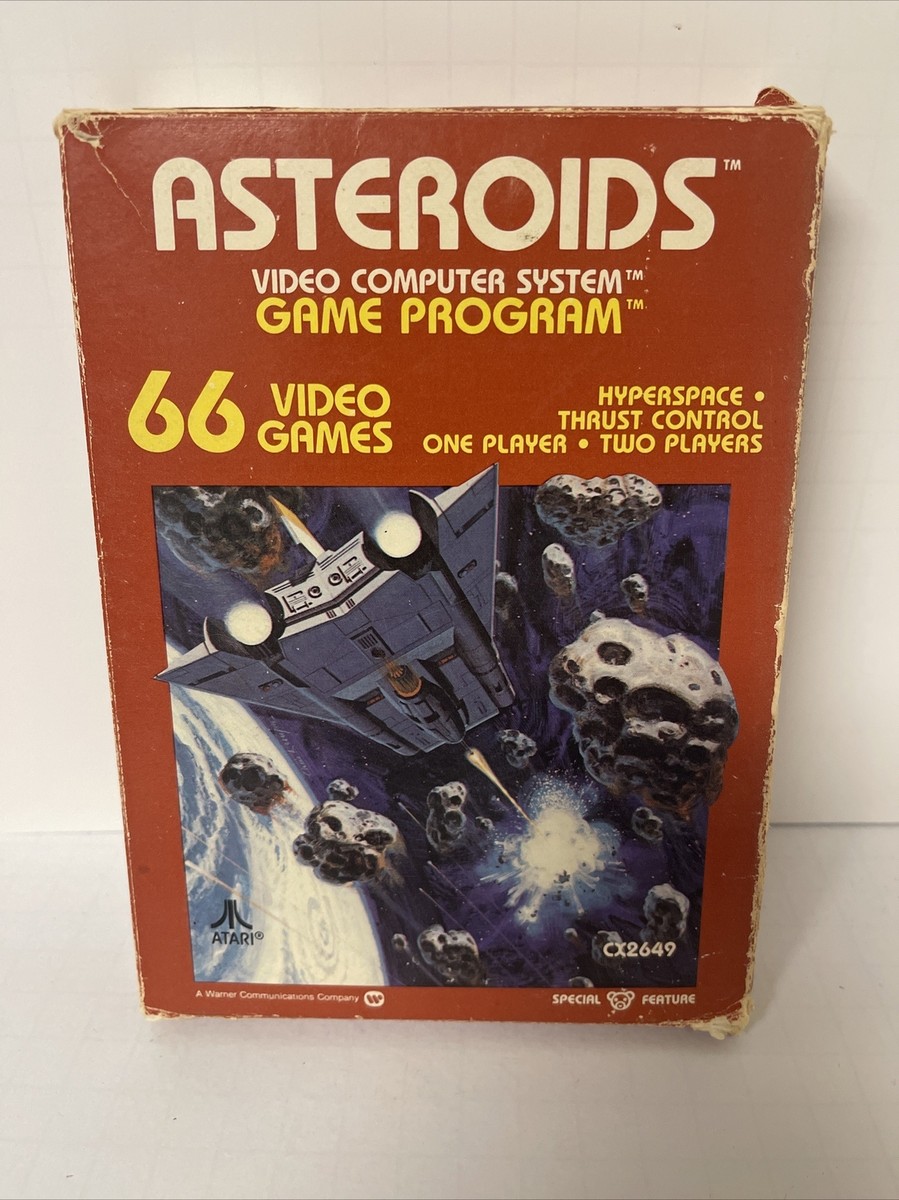 ASTEROIDS™
VIDEO COMPUTER SYSTEM™
GAME PROGRAM™
66 VIDEO GAMES
HYPERSPACE •
THRUST CONTROL
ONE PLAYER • TWO PLAYERS
ATARI®
CX2649
A Warner Communications Company
SPECIAL FEATURE